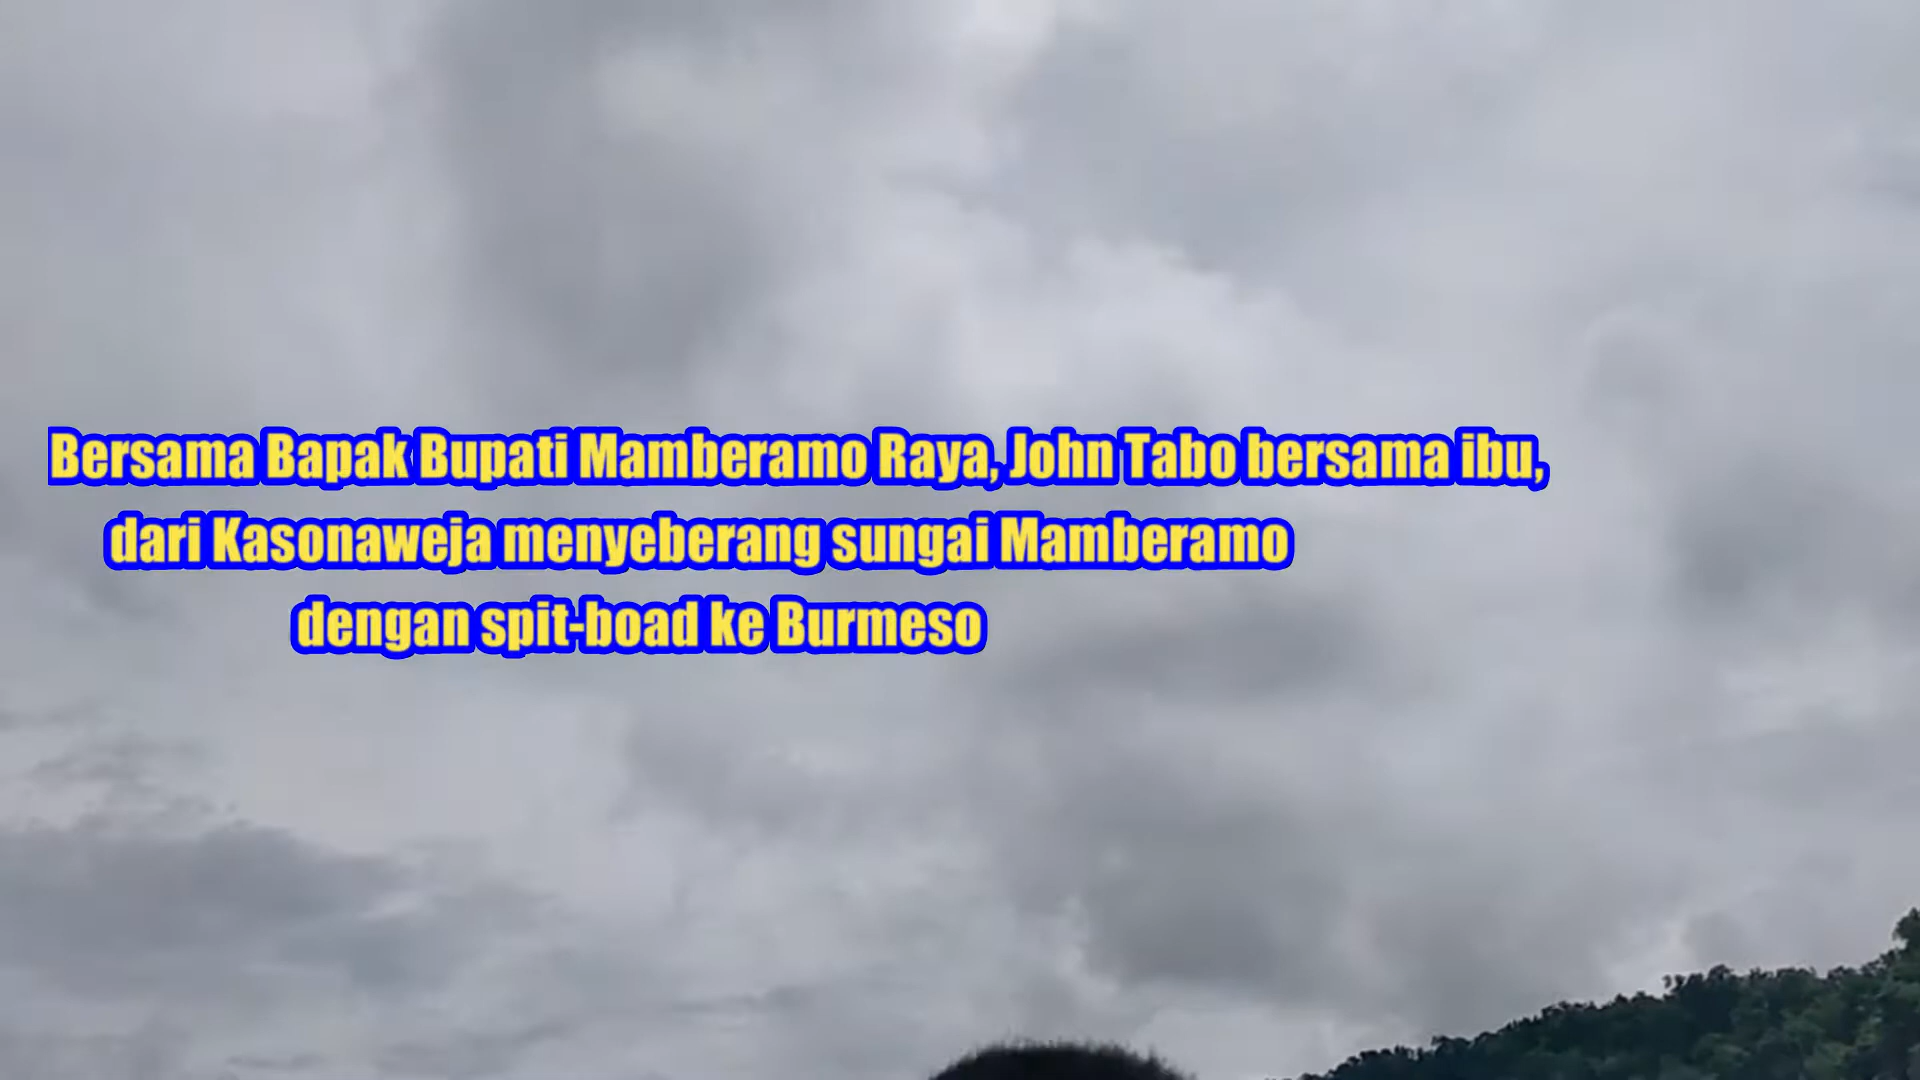 Bersama Bapak Bupati Mamberamo Raya, John Tabo bersama ibu,
dari Kasonaweja menyeberang sungai Mamberamo
dengan spit-boad ke Burmeso